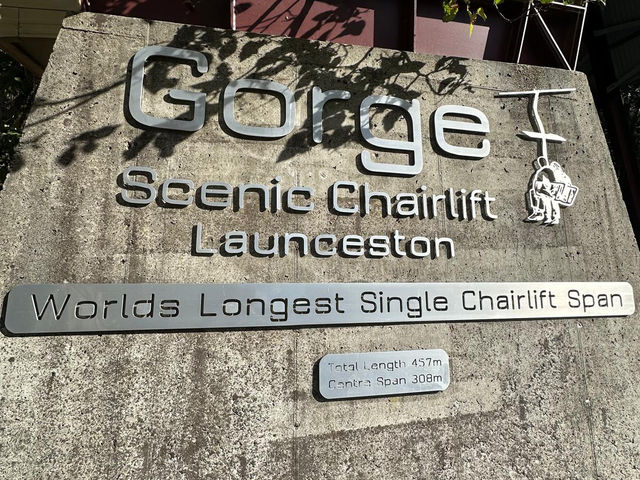 Gorge
Scenic Chairlift
Launceston
Worlds Longest Single Chairlift Span
Total Length 457m
Centre Span 308m